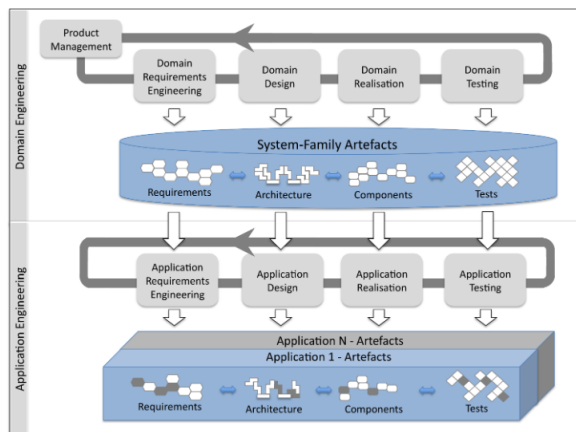 Domain Engineering
Product
Management
Domain
Requirements
Engineering
Domain
Design
Domain
Realisation
Domain
Testing
System-Family Artefacts
Requirements
Architecture
Components
Tests
Application Engineering
Application
Requirements
Engineering
Application
Design
Application
Realisation
Application
Testing
Application N - Artefacts
Application 1 - Artefacts
Requirements
Architecture
Components
Tests